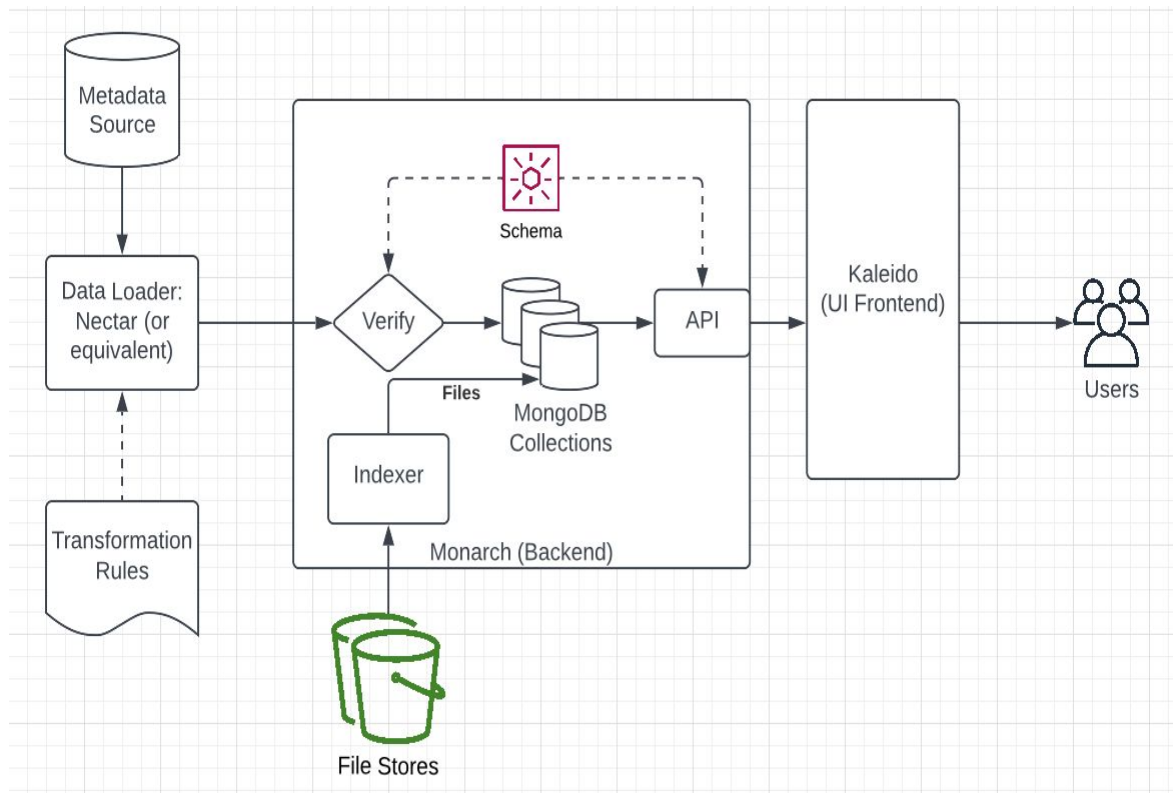 Metadata
Source
Data Loader:
Nectar (or
equivalent)
Transformation
Rules
Schema
Verify
API
Files
MongoDB
Collections
Indexer
Monarch (Backend)
File Stores
Kaleido
(UI Frontend)
Users